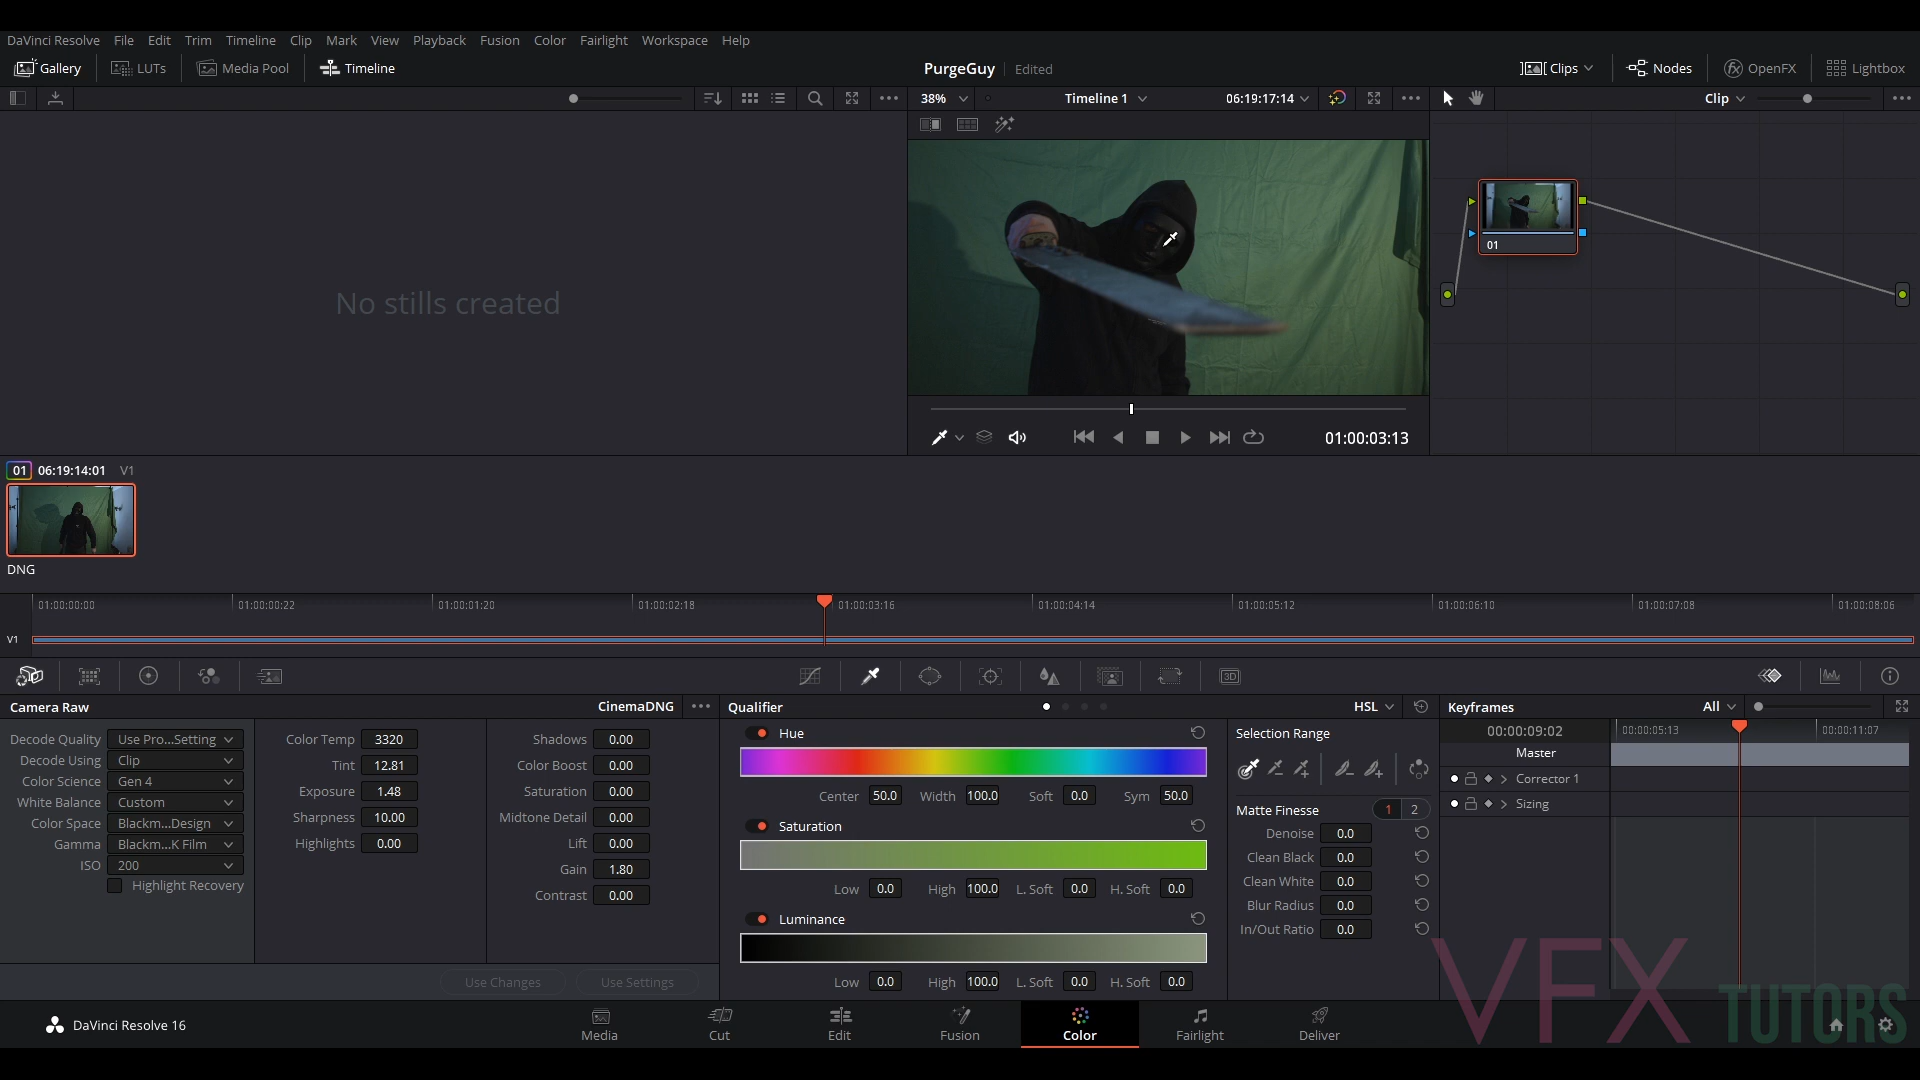 DaVinci Resolve File Edit Trim Timeline Clip Mark View Playback Fusion Color Fairlight Workspace Help
Gallery LUTs Media Pool Timeline PurgeGuy Edited Clips Nodes OpenFX Lightbox
38% Timeline 1 06:19:17:14 Clip
01
No stills created
01:00:03:13
01 06:19:14:01 V1
DNG
01:00:00:00 01:00:00:22 01:00:01:20 01:00:02:18 01:00:03:16 01:00:04:14 01:00:05:12 01:00:06:10 01:00:07:08 01:00:08:06
V1
3D
Camera Raw CinemaDNG
Decode Quality Use Pro...Setting
Decode Using Clip
Color Science Gen 4
White Balance Custom
Color Space Blackm...Design
Gamma Blackm...K Film
ISO 200
Highlight Recovery
Color Temp 3320
Tint 12.81
Exposure 1.48
Sharpness 10.00
Highlights 0.00
Shadows 0.00
Color Boost 0.00
Saturation 0.00
Midtone Detail 0.00
Lift 0.00
Gain 1.80
Contrast 0.00
Use Changes Use Settings
Qualifier HSL
Hue
Center 50.0 Width 100.0 Soft 0.0 Sym 50.0
Saturation
Low 0.0 High 100.0 L. Soft 0.0 H. Soft 0.0
Luminance
Low 0.0 High 100.0 L. Soft 0.0 H. Soft 0.0
Selection Range
Matte Finesse 1 2
Denoise 0.0
Clean Black 0.0
Clean White 0.0
Blur Radius 0.0
In/Out Ratio 0.0
Keyframes All
00:00:09:02 00:00:05:13 00:00:11:07
Master
Corrector 1
Sizing
VFX TUTORS
DaVinci Resolve 16 Media Cut Edit Fusion Color Fairlight Deliver